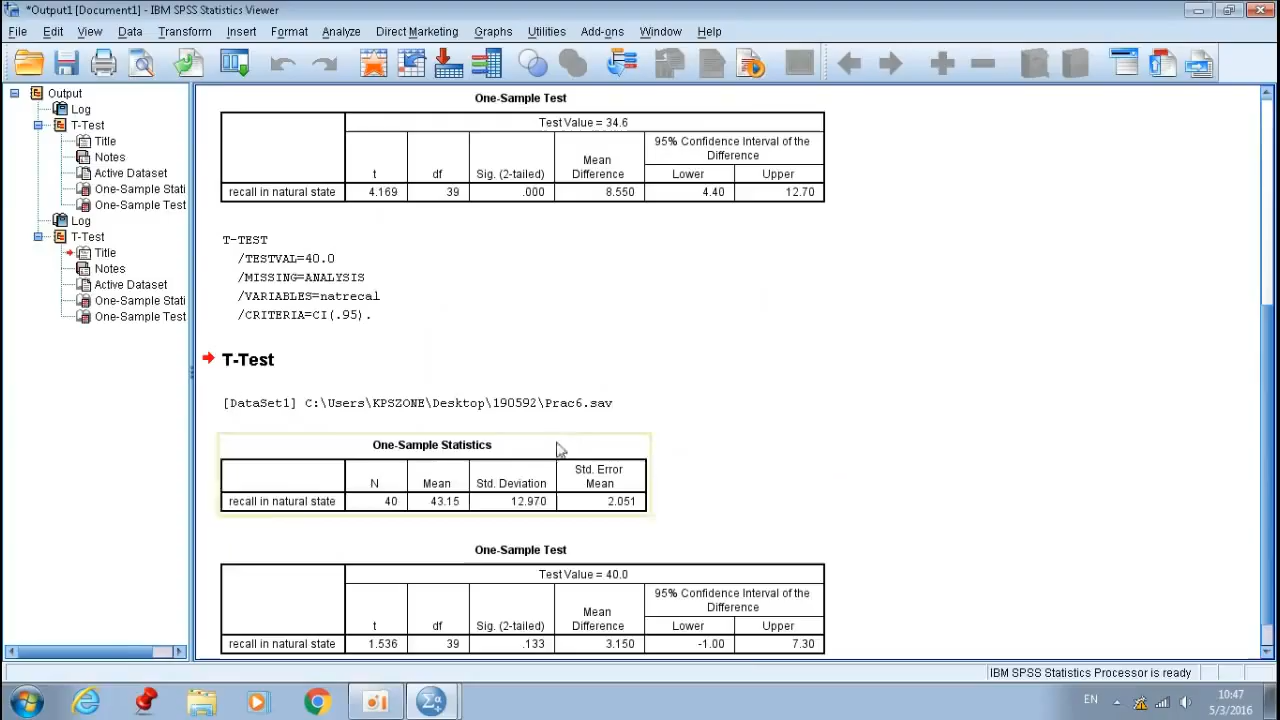 *Output1 [Document1] - IBM SPSS Statistics Viewer
File Edit View Data Transform Insert Format Analyze Direct Marketing Graphs Utilities Add-ons Window Help
Output
Log
T-Test
Title
Notes
Active Dataset
One-Sample Stati
One-Sample Test
Log
T-Test
Title
Notes
Active Dataset
One-Sample Stati
One-Sample Test
One-Sample Test
Test Value = 34.6
95% Confidence Interval of the
Difference
t df Sig. (2-tailed) Mean
Difference Lower Upper
recall in natural state 4.169 39 .000 8.550 4.40 12.70
T-TEST
/TESTVAL=40.0
/MISSING=ANALYSIS
/VARIABLES=natrecal
/CRITERIA=CI(.95).
T-Test
[DataSet1] C:\Users\KPSZONE\Desktop\190592\Prac6.sav
One-Sample Statistics
N Mean Std. Deviation Std. Error
Mean
recall in natural state 40 43.15 12.970 2.051
One-Sample Test
Test Value = 40.0
95% Confidence Interval of the
Difference
t df Sig. (2-tailed) Mean
Difference Lower Upper
recall in natural state 1.536 39 .133 3.150 -1.00 7.30
IBM SPSS Statistics Processor is ready
EN
10:47
5/3/2016